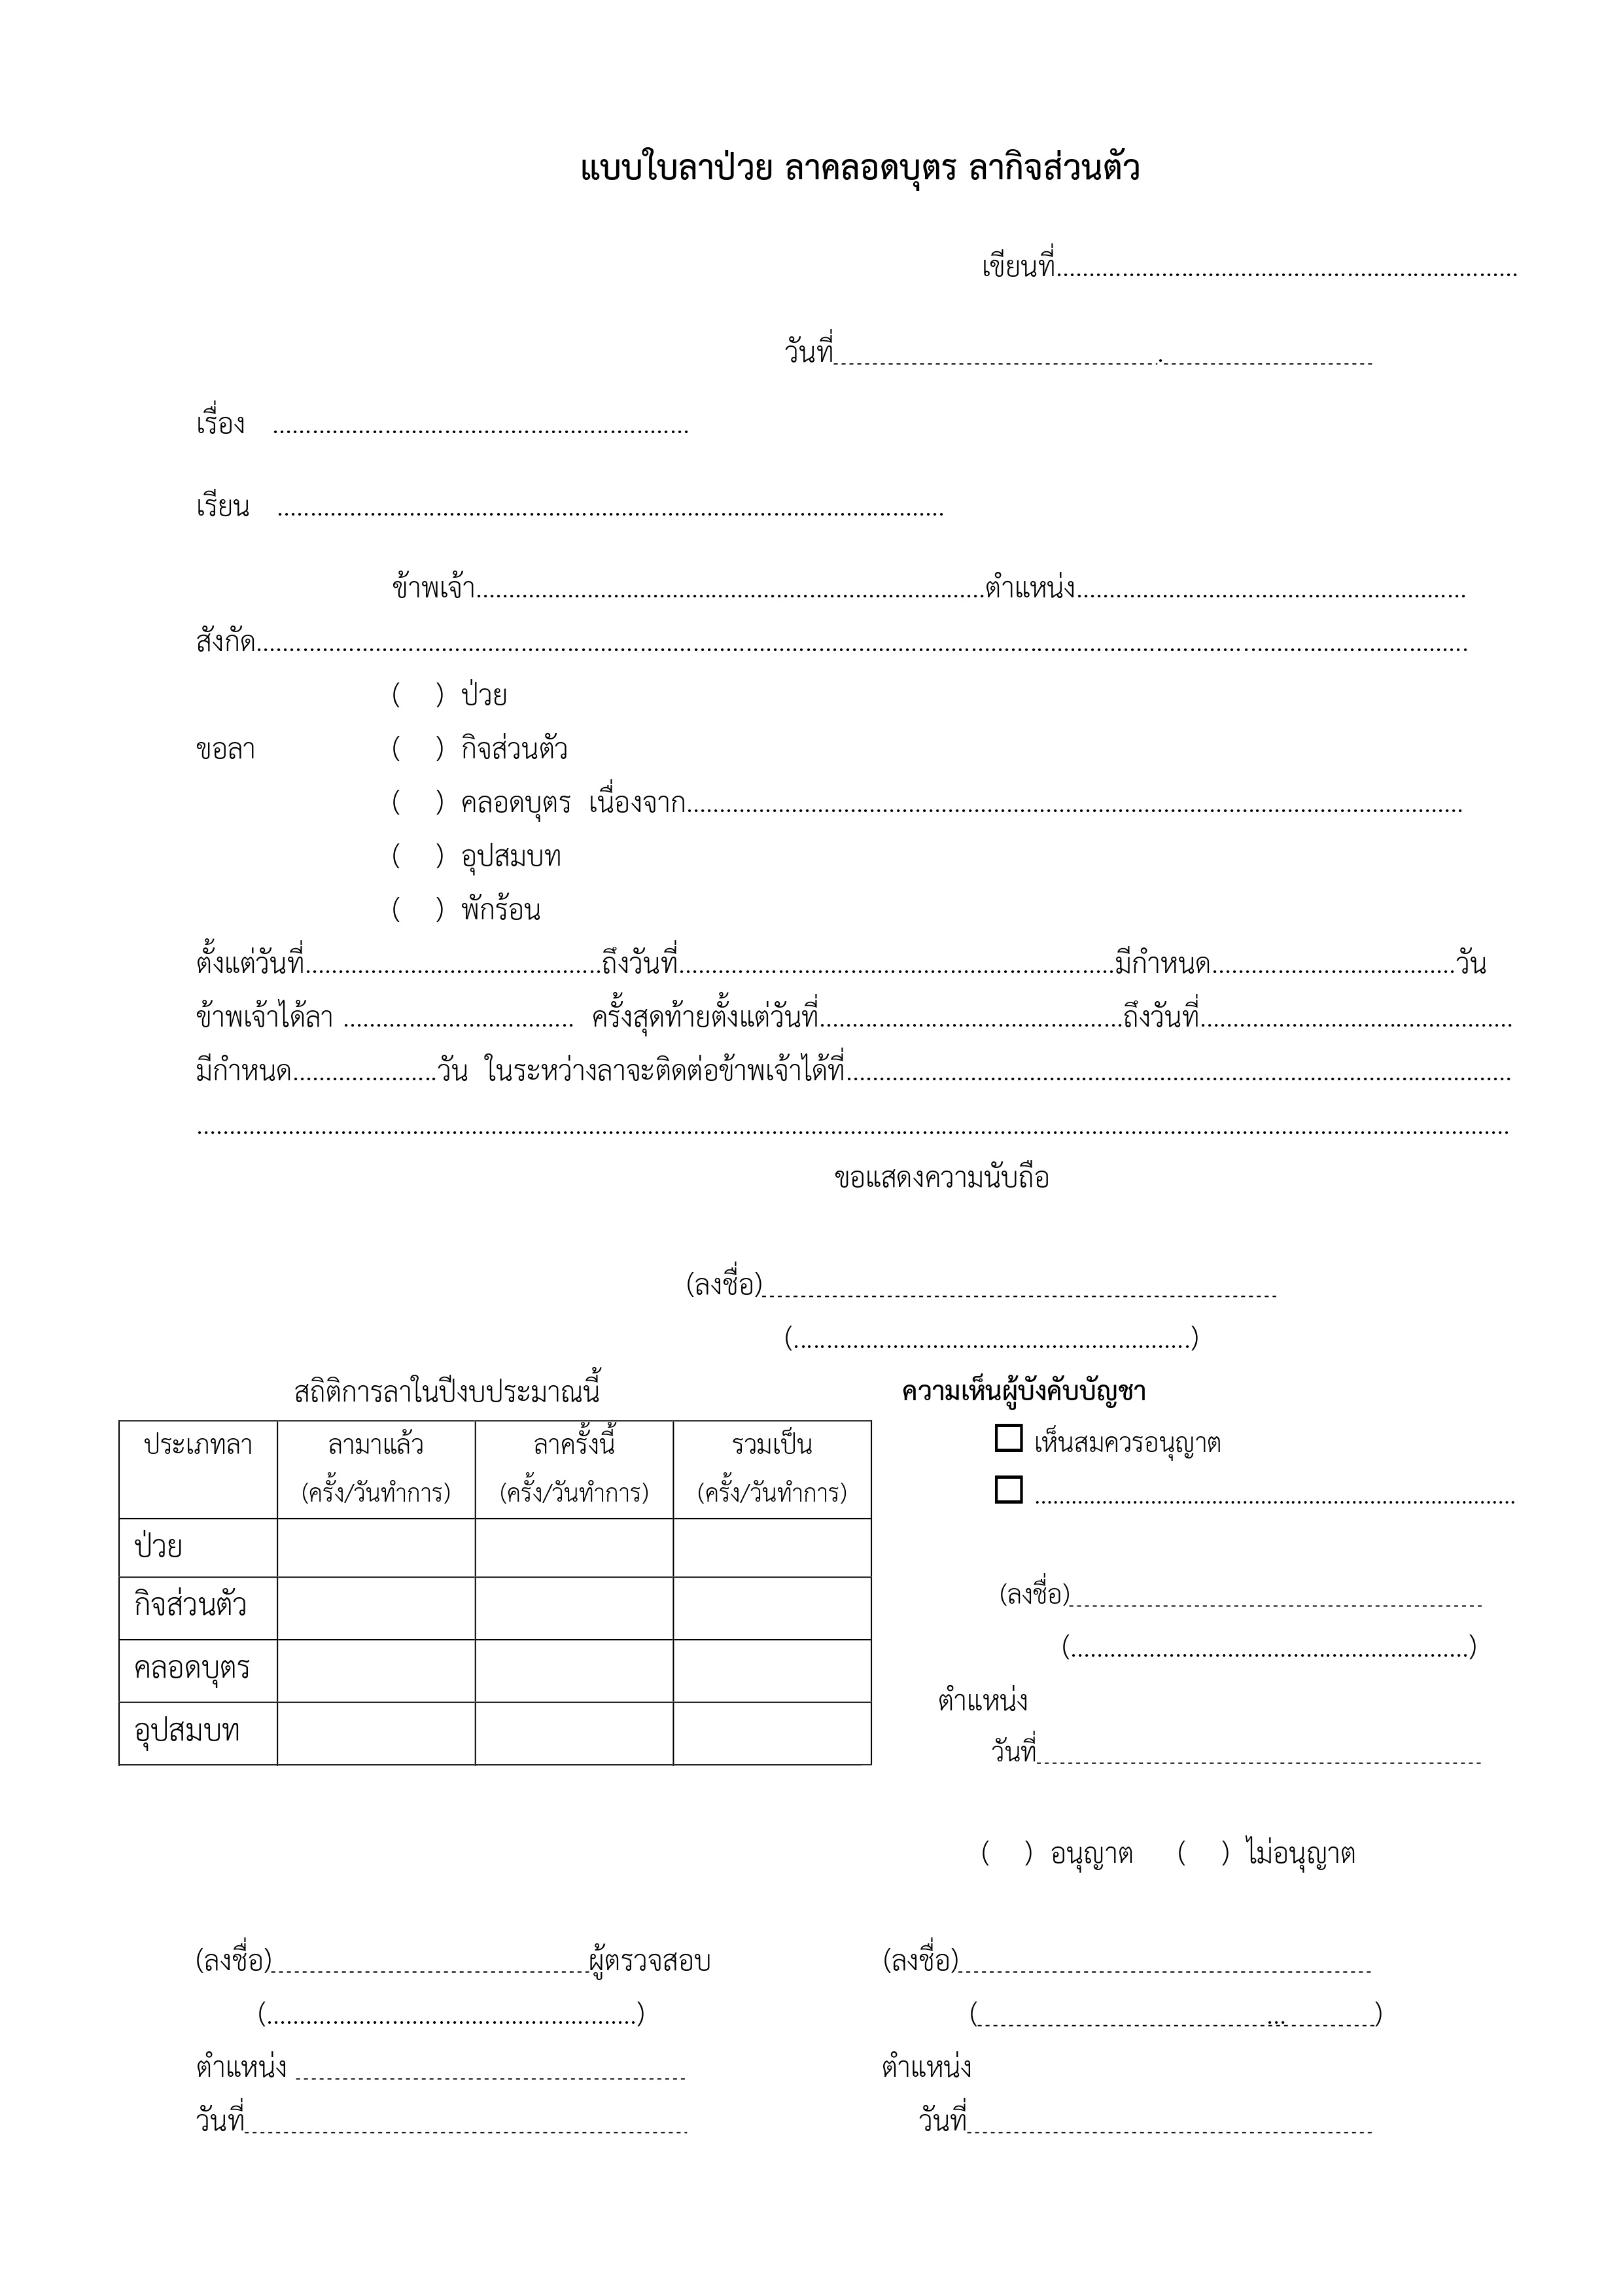 แบบใบลาป่วย ลาคลอดบุตร ลากิจส่วนตัว
เขียนที่......................................................................
วันที่...................................................................................
เรื่อง ...............................................................
เรียน .....................................................................................................
ข้าพเจ้า.............................................................................ตำแหน่ง...........................................................
สังกัด........................................................................................................................................................................................
( ) ป่วย
ขอลา ( ) กิจส่วนตัว
( ) คลอดบุตร เนื่องจาก......................................................................................................................
( ) อุปสมบท
( ) พักร้อน
ตั้งแต่วันที่.............................................ถึงวันที่..................................................................มีกำหนด.....................................วัน
ข้าพเจ้าได้ลา ................................... ครั้งสุดท้ายตั้งแต่วันที่..............................................ถึงวันที่...............................................
มีกำหนด......................วัน ในระหว่างลาจะติดต่อข้าพเจ้าได้ที่.....................................................................................................
.......................................................................................................................................................................................................
ขอแสดงความนับถือ
(ลงชื่อ)..............................................................................
(............................................................)
สถิติการลาในปีงบประมาณนี้
ประเภทลา ลามาแล้ว ลาครั้งนี้ รวมเป็น
(ครั้ง/วันทำการ) (ครั้ง/วันทำการ) (ครั้ง/วันทำการ)
ป่วย
กิจส่วนตัว
คลอดบุตร
อุปสมบท
ความเห็นผู้บังคับบัญชา
☐ เห็นสมควรอนุญาต
☐ .........................................................................
(ลงชื่อ)...............................................................
(............................................................)
ตำแหน่ง
วันที่....................................................................
( ) อนุญาต ( ) ไม่อนุญาต
(ลงชื่อ)................................................ผู้ตรวจสอบ
(........................................................)
ตำแหน่ง ...........................................................
วันที่...................................................................
(ลงชื่อ)...............................................................
(............................................................)
ตำแหน่ง
วันที่..............................................................